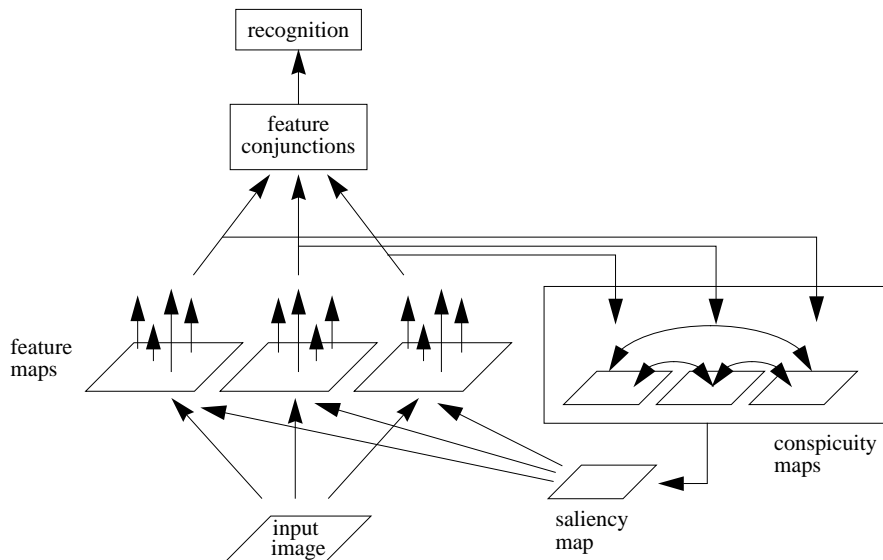 recognition
feature
conjunctions
feature
maps
conspicuity
maps
saliency
map
input
image